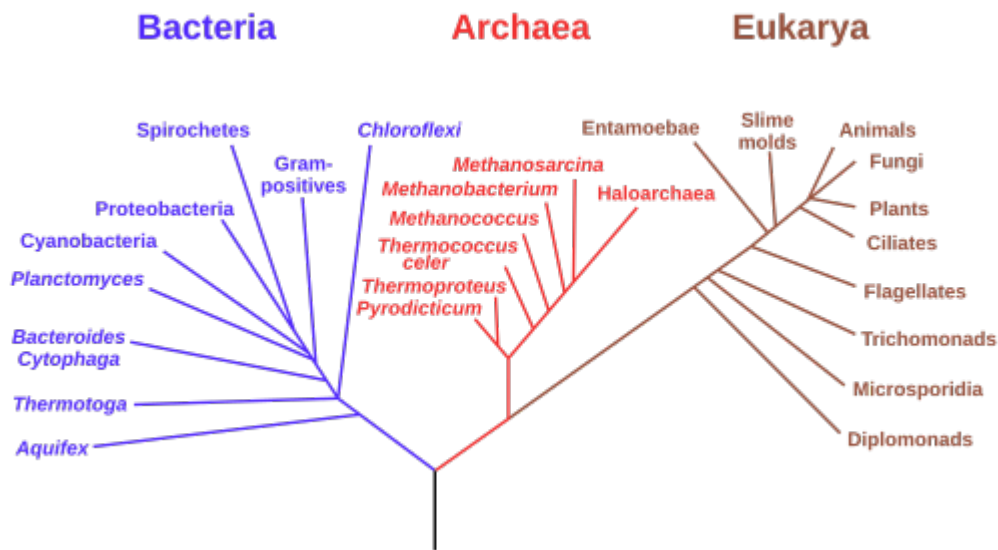 Bacteria
Archaea
Eukarya
Spirochetes
Chloroflexi
Gram-
positives
Proteobacteria
Cyanobacteria
Planctomyces
Bacteroides
Cytophaga
Thermotoga
Aquifex
Methanosarcina
Methanobacterium
Haloarchaea
Methanococcus
Thermococcus
celer
Thermoproteus
Pyrodicticum
Entamoebae
Slime
molds
Animals
Fungi
Plants
Ciliates
Flagellates
Trichomonads
Microsporidia
Diplomonads